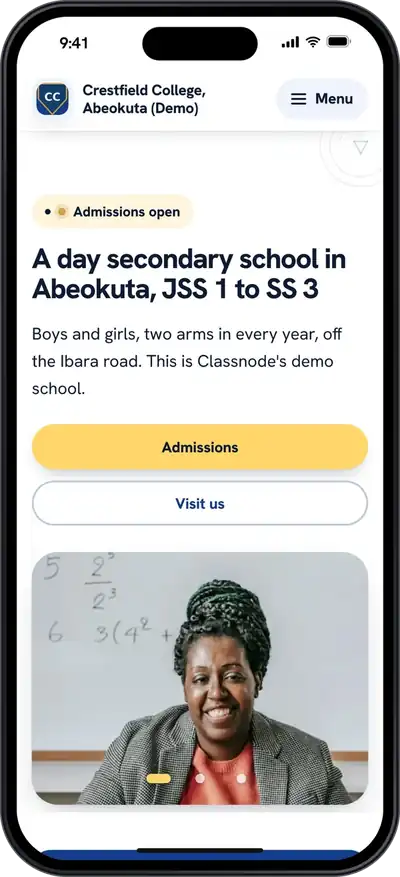 9:41
CC
Crestfield College,
Abeokuta (Demo)
Menu
Admissions open
A day secondary school in
Abeokuta, JSS 1 to SS 3
Boys and girls, two arms in every year, off
the Ibara road. This is Classnode's demo
school.
Admissions
Visit us
5 2⁵
2³
6 3(4² +